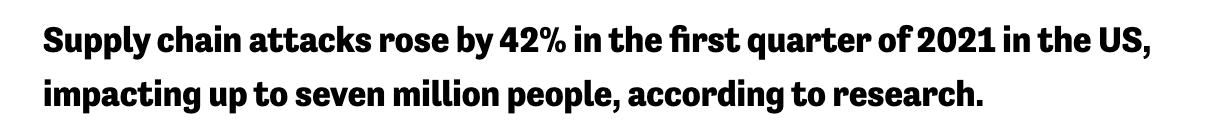 Supply chain attacks rose by 42% in the first quarter of 2021 in the US,
impacting up to seven million people, according to research.